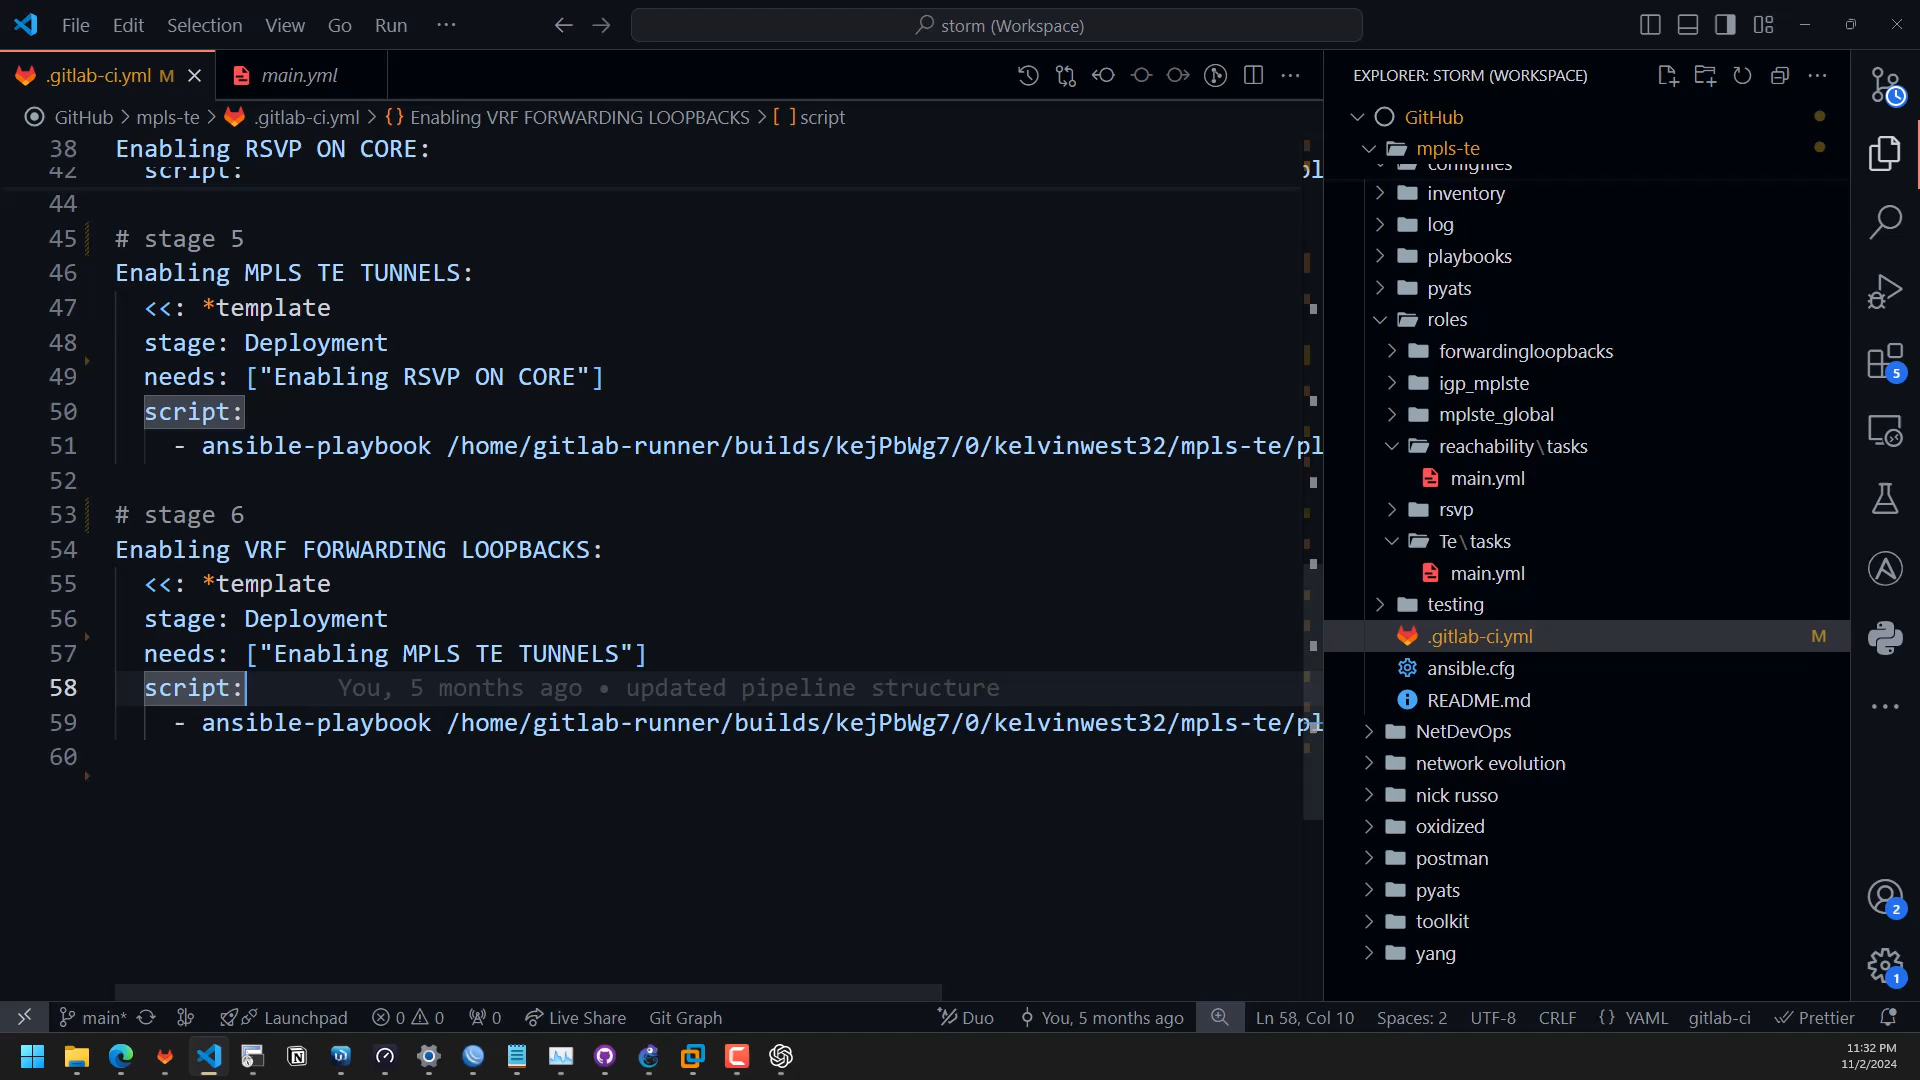 File Edit Selection View Go Run ··· storm (Workspace)
.gitlab-ci.yml M main.yml
GitHub > mpls-te > .gitlab-ci.yml > {} Enabling VRF FORWARDING LOOPBACKS > [ ] script
38 Enabling RSVP ON CORE:
42 script: pl
44
45 # stage 5
46 Enabling MPLS TE TUNNELS:
47 <<: *template
48 stage: Deployment
49 needs: ["Enabling RSVP ON CORE"]
50 script:
51 - ansible-playbook /home/gitlab-runner/builds/kejPbWg7/0/kelvinwest32/mpls-te/pl
52
53 # stage 6
54 Enabling VRF FORWARDING LOOPBACKS:
55 <<: *template
56 stage: Deployment
57 needs: ["Enabling MPLS TE TUNNELS"]
58 script: You, 5 months ago • updated pipeline structure
59 - ansible-playbook /home/gitlab-runner/builds/kejPbWg7/0/kelvinwest32/mpls-te/pl
60
EXPLORER: STORM (WORKSPACE)
GitHub
mpls-te
configfiles
inventory
log
playbooks
pyats
roles
forwardingloopbacks
igp_mplste
mplste_global
reachability\tasks
main.yml
rsvp
Te\tasks
main.yml
testing
.gitlab-ci.yml M
ansible.cfg
README.md
NetDevOps
network evolution
nick russo
oxidized
postman
pyats
toolkit
yang
5
2
1
main* Launchpad 0 0 0 Live Share Git Graph Duo You, 5 months ago Ln 58, Col 10 Spaces: 2 UTF-8 CRLF {} YAML gitlab-ci Prettier
11:32 PM
11/2/2024